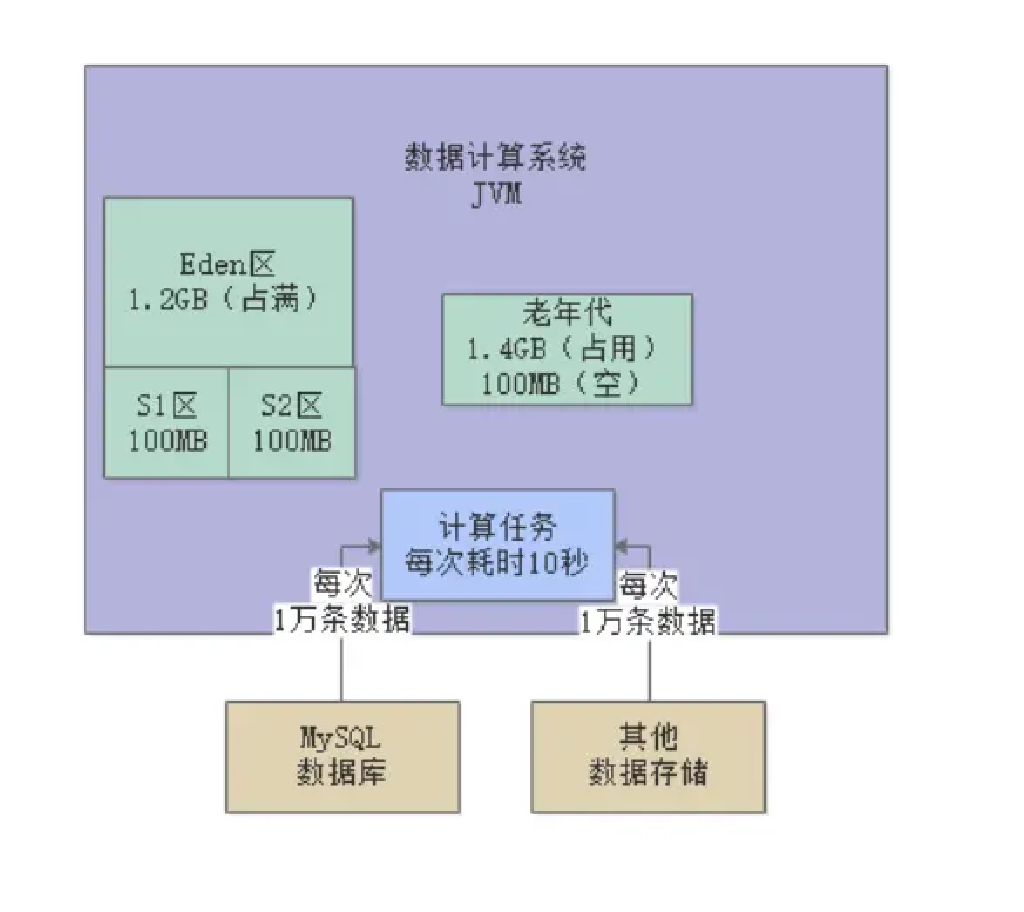 数据计算系统
JVM
Eden区
1.2GB（占满）
老年代
1.4GB（占用）
100MB（空）
S1区
100MB
S2区
100MB
计算任务
每次耗时10秒
每次
1万条数据
每次
1万条数据
MySQL
数据库
其他
数据存储